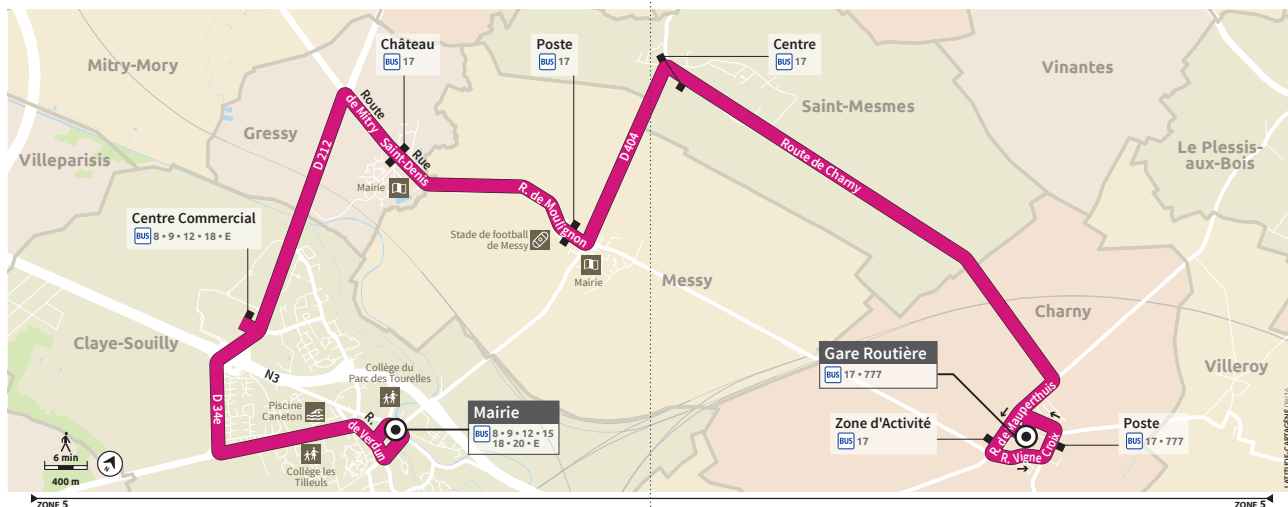 Mitry-Mory
Villeparisis
Gressy
Château
BUS 17
Poste
BUS 17
Centre
BUS 17
Saint-Mesmes
Vinantes
Le Plessis-
aux-Bois
Route
de Mitry
Saint-Denis
Rue
D 212
Mairie
R. de Moulignon
D 404
Route de Charny
Centre Commercial
BUS 8 • 9 • 12 • 18 • E
Stade de football
de Messy
Mairie
Messy
Charny
Claye-Souilly
N3
Collège du
Parc des Tourelles
Gare Routière
BUS 17 • 777
Villeroy
D 34e
Piscine
Caneton
R.
de Verdun
Mairie
BUS 8 • 9 • 12 • 15
18 • 20 • E
Collège les
Tilleuls
Zone d'Activité
BUS 17
R. de Mauperthuis
R. Vigne Croix
Poste
BUS 17 • 777
6 min
400 m
ZONE 5
ZONE 5